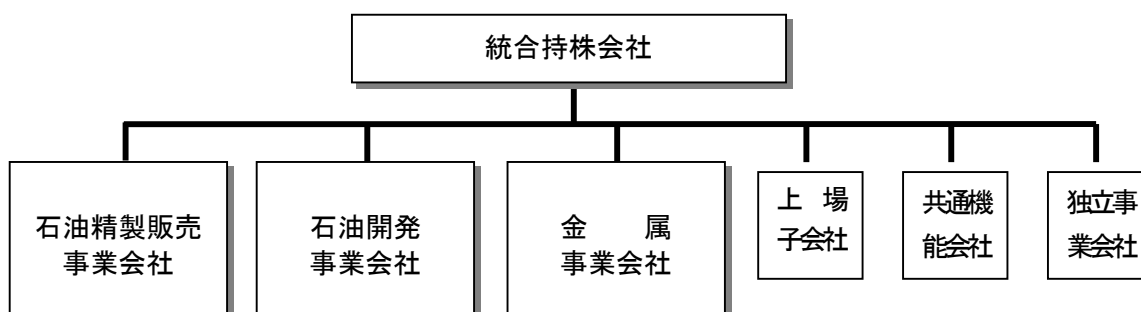 統合持株会社
石油精製販売
事業会社
石油開発
事業会社
金　　属
事業会社
上　場
子会社
共通機
能会社
独立事
業会社